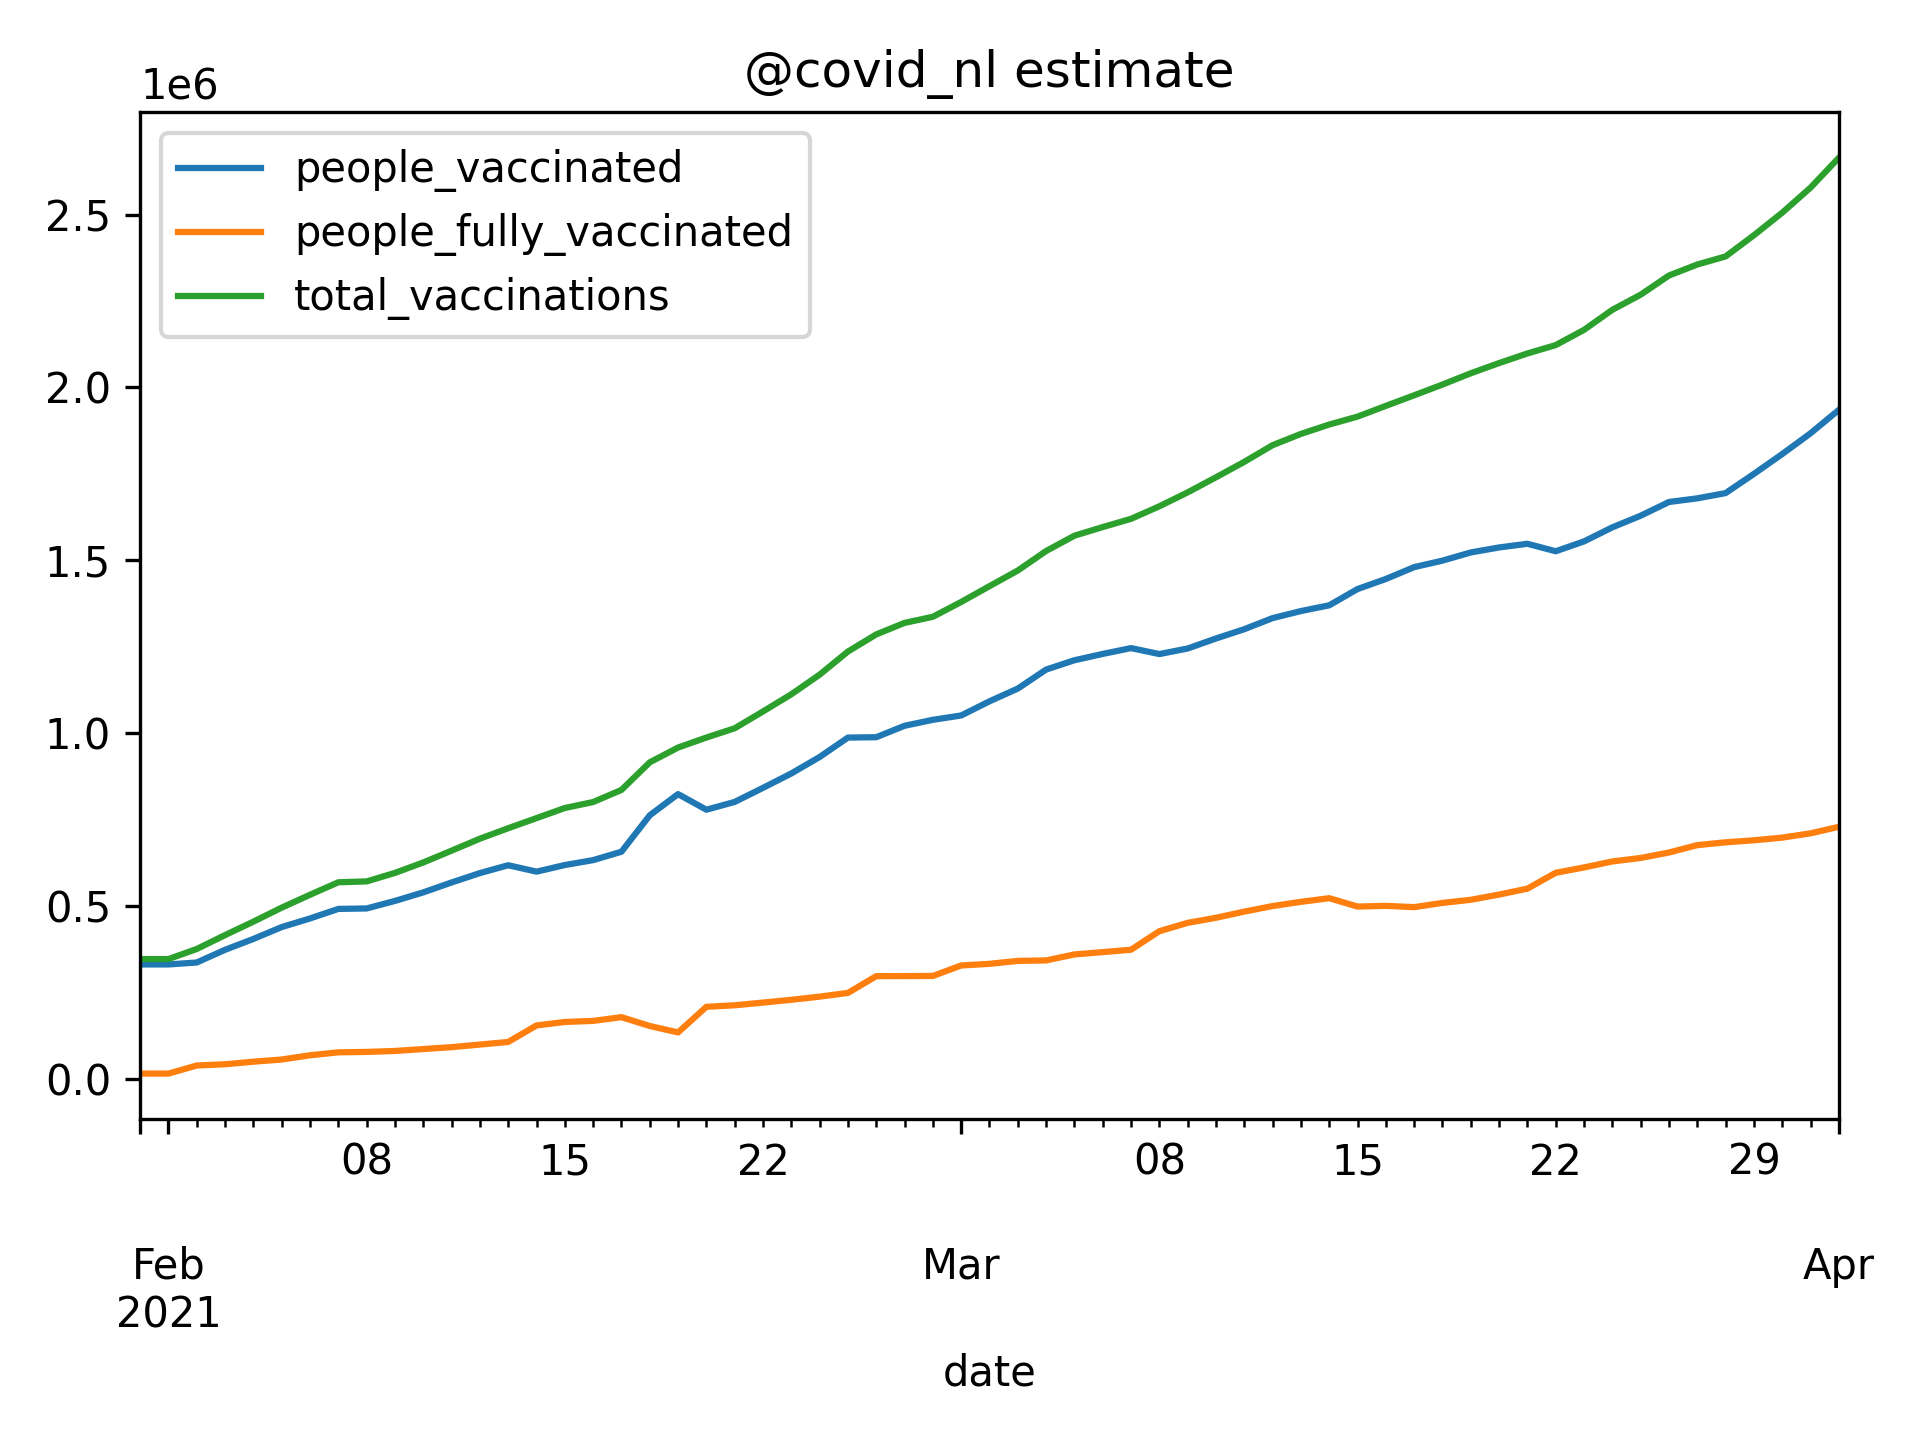 @covid_nl estimate
1e6
people_vaccinated
people_fully_vaccinated
total_vaccinations
2.5
2.0
1.5
1.0
0.5
0.0
08 15 22 08 15 22 29
Feb Mar Apr
2021
date